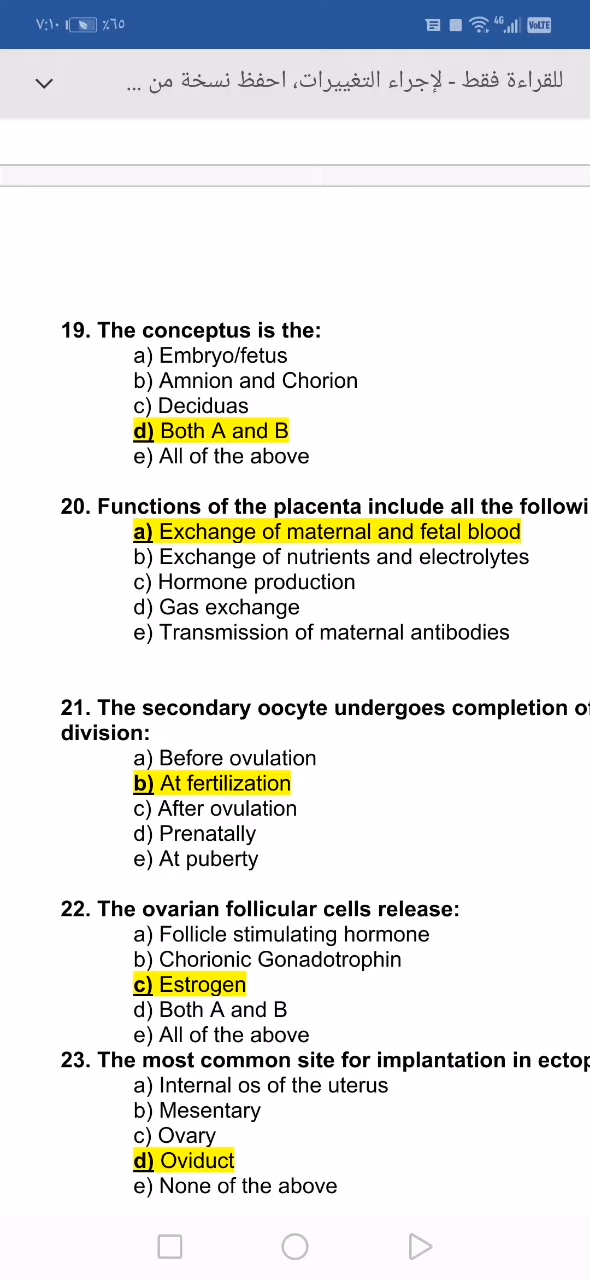 ٧:١٠ ٪٦٥ 4G VoLTE
للقراءة فقط - لإجراء التغييرات، احفظ نسخة من ...
19. The conceptus is the:
a) Embryo/fetus
b) Amnion and Chorion
c) Deciduas
d) Both A and B
e) All of the above
20. Functions of the placenta include all the followi
a) Exchange of maternal and fetal blood
b) Exchange of nutrients and electrolytes
c) Hormone production
d) Gas exchange
e) Transmission of maternal antibodies
21. The secondary oocyte undergoes completion of
division:
a) Before ovulation
b) At fertilization
c) After ovulation
d) Prenatally
e) At puberty
22. The ovarian follicular cells release:
a) Follicle stimulating hormone
b) Chorionic Gonadotrophin
c) Estrogen
d) Both A and B
e) All of the above
23. The most common site for implantation in ectop
a) Internal os of the uterus
b) Mesentary
c) Ovary
d) Oviduct
e) None of the above